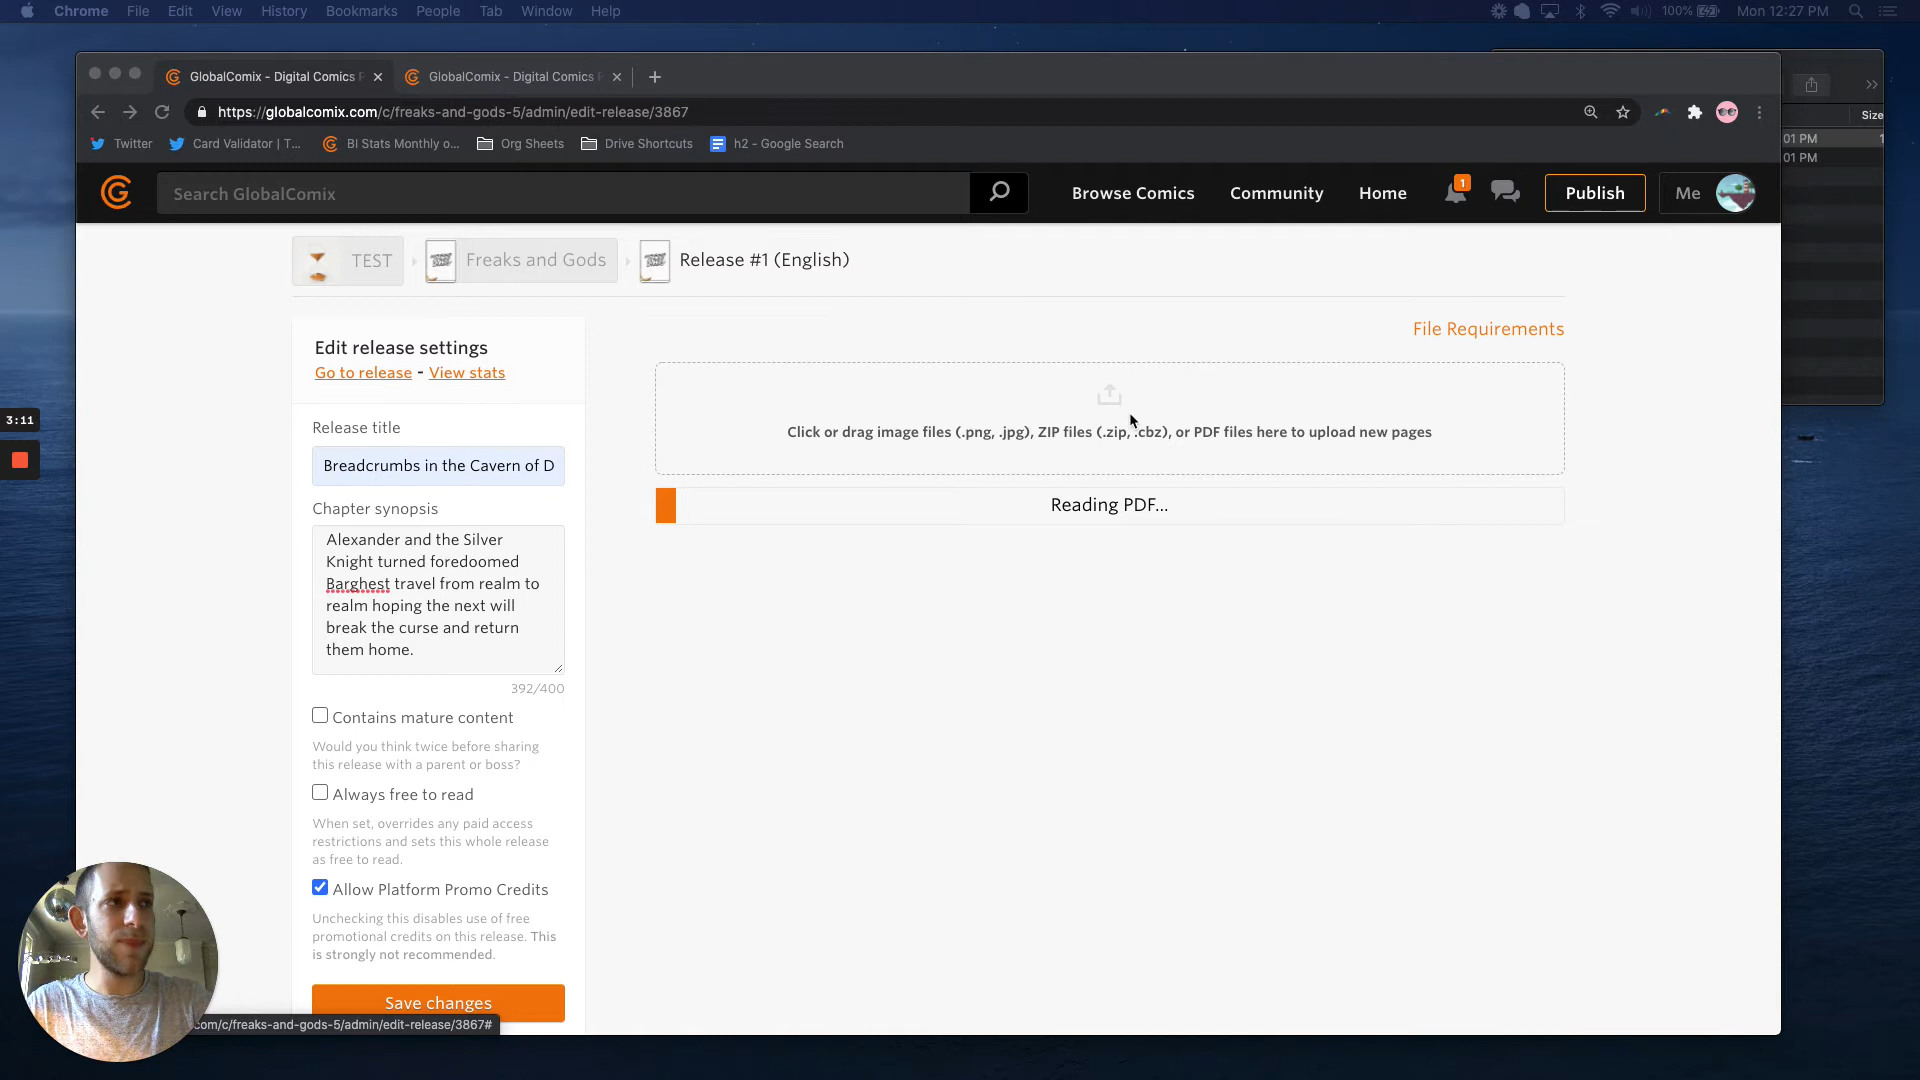 Chrome File Edit View History Bookmarks People Tab Window Help 100% Mon 12:27 PM
GlobalComix - Digital Comics GlobalComix - Digital Comics
https://globalcomix.com/c/freaks-and-gods-5/admin/edit-release/3867
Size
Twitter Card Validator | T... BI Stats Monthly o... Org Sheets Drive Shortcuts h2 - Google Search
01 PM
01 PM
Search GlobalComix Browse Comics Community Home 1 Publish Me
TEST Freaks and Gods Release #1 (English)
File Requirements
Edit release settings
Go to release - View stats
3:11
Click or drag image files (.png, .jpg), ZIP files (.zip, .cbz), or PDF files here to upload new pages
Reading PDF...
Release title
Breadcrumbs in the Cavern of D
Chapter synopsis
Alexander and the Silver
Knight turned foredoomed
Barghest travel from realm to
realm hoping the next will
break the curse and return
them home.
392/400
Contains mature content
Would you think twice before sharing
this release with a parent or boss?
Always free to read
When set, overrides any paid access
restrictions and sets this whole release
as free to read.
Allow Platform Promo Credits
Unchecking this disables use of free
promotional credits on this release. This
is strongly not recommended.
Save changes
com/c/freaks-and-gods-5/admin/edit-release/3867#